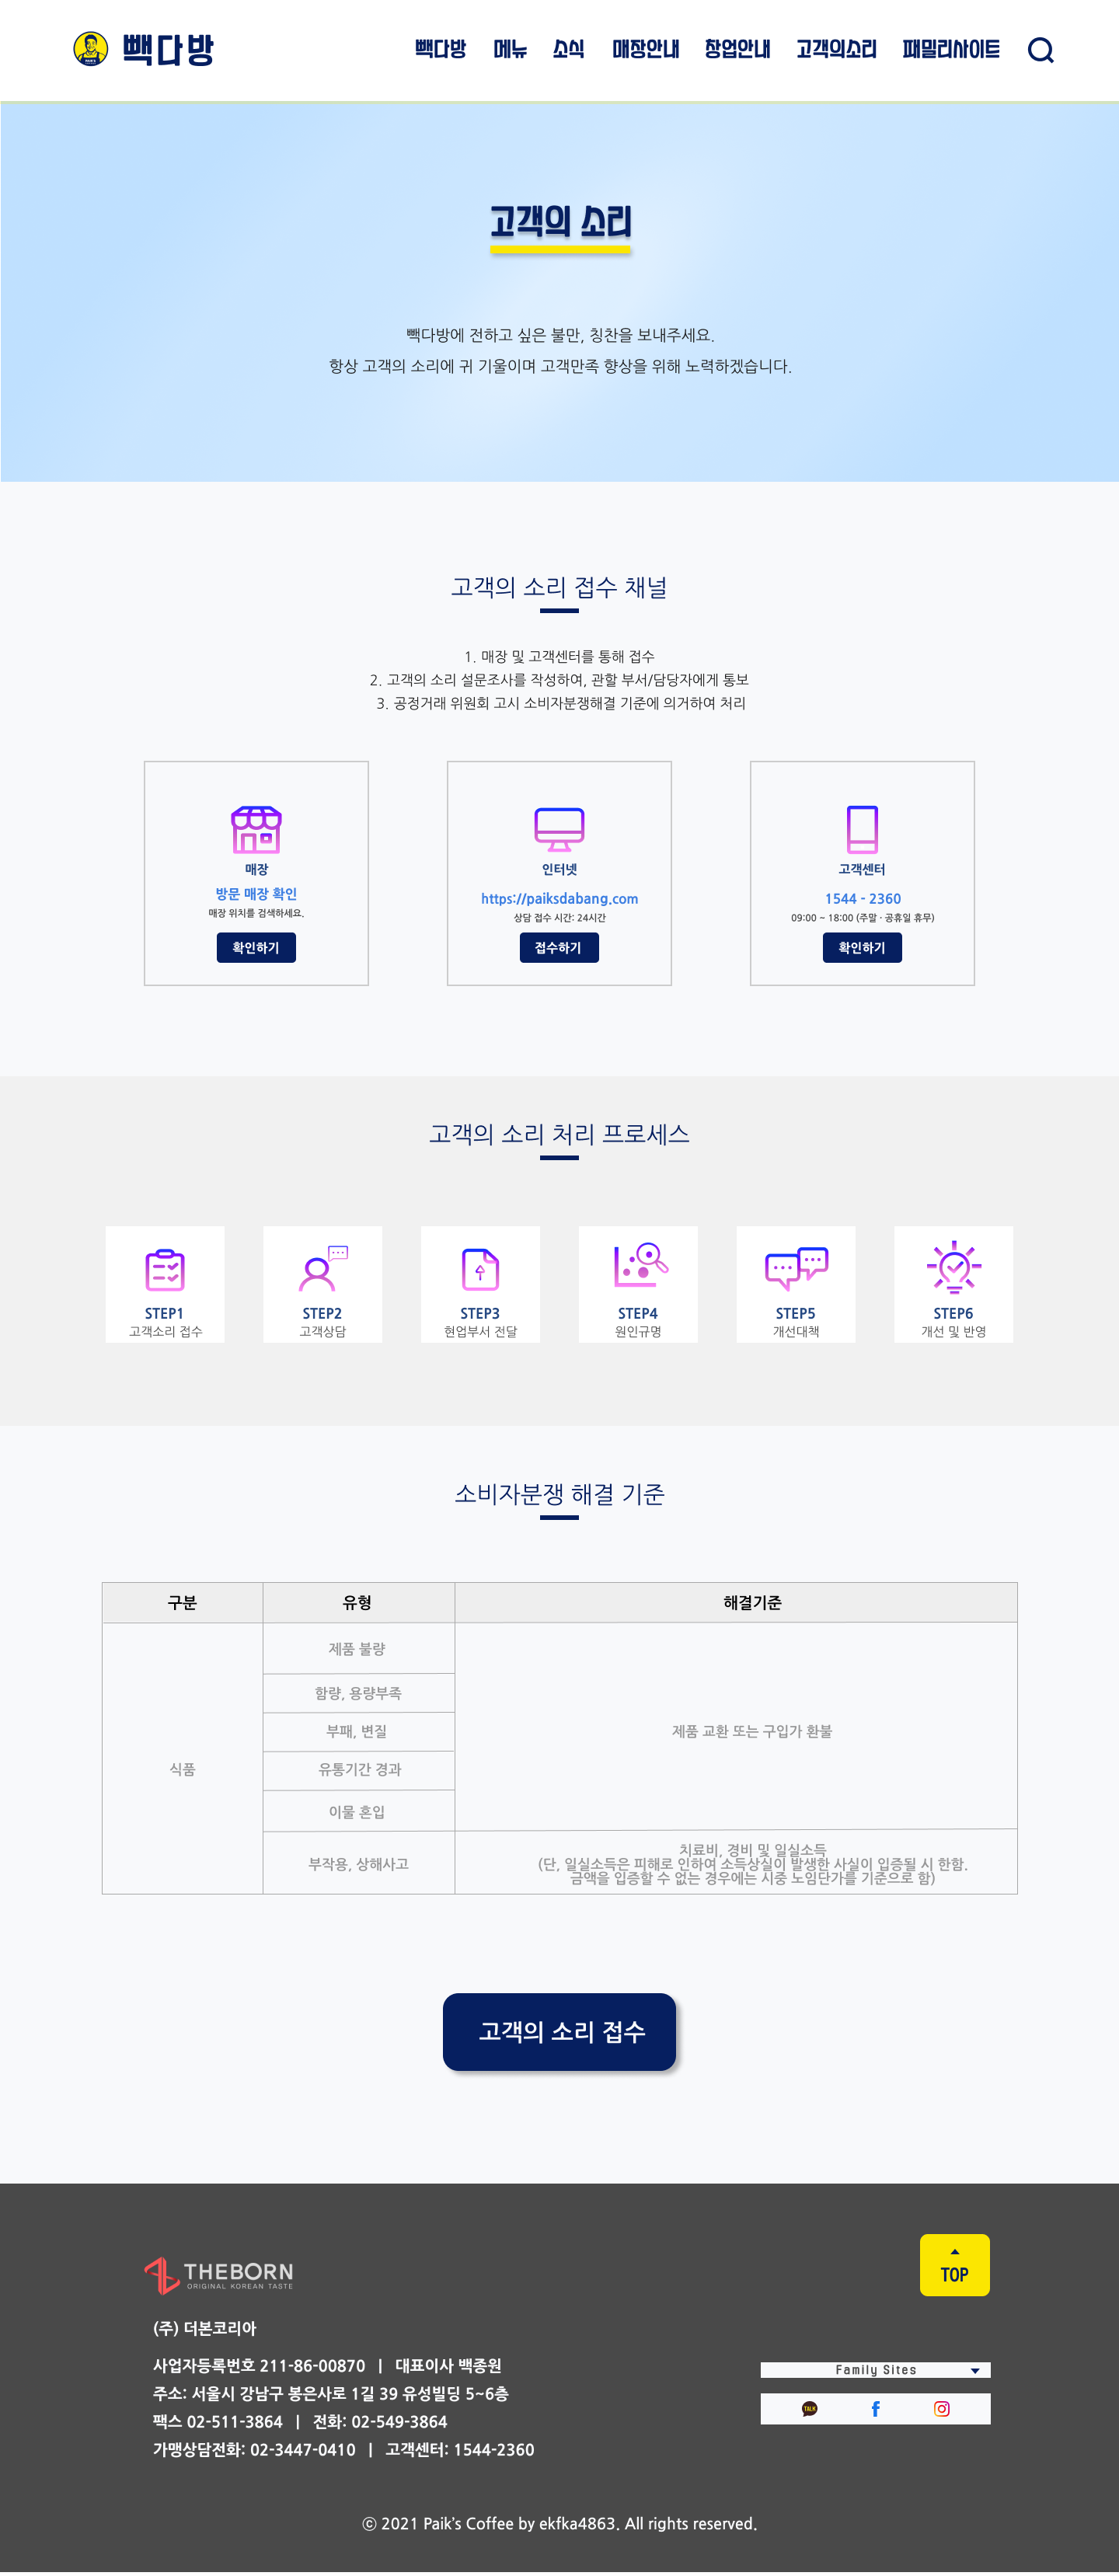 빽다방
빽다방 메뉴 소식 매장안내 창업안내 고객의소리 패밀리사이트
고객의 소리
빽다방에 전하고 싶은 불만, 칭찬을 보내주세요.
항상 고객의 소리에 귀 기울이며 고객만족 향상을 위해 노력하겠습니다.
고객의 소리 접수 채널
1. 매장 및 고객센터를 통해 접수
2. 고객의 소리 설문조사를 작성하여, 관할 부서/담당자에게 통보
3. 공정거래 위원회 고시 소비자분쟁해결 기준에 의거하여 처리
매장
방문 매장 확인
매장 위치를 검색하세요.
확인하기
인터넷
https://paiksdabang.com
상담 접수 시간: 24시간
접수하기
고객센터
1544 - 2360
09:00 ~ 18:00 (주말 · 공휴일 휴무)
확인하기
고객의 소리 처리 프로세스
STEP1
고객소리 접수
STEP2
고객상담
STEP3
현업부서 전달
STEP4
원인규명
STEP5
개선대책
STEP6
개선 및 반영
소비자분쟁 해결 기준
구분 유형 해결기준
식품
제품 불량
함량, 용량부족
부패, 변질
유통기간 경과
이물 혼입
제품 교환 또는 구입가 환불
부작용, 상해사고
치료비, 경비 및 일실소득
(단, 일실소득은 피해로 인하여 소득상실이 발생한 사실이 입증될 시 한함.
금액을 입증할 수 없는 경우에는 시중 노임단가를 기준으로 함)
고객의 소리 접수
THEBORN
ORIGINAL KOREAN TASTE
TOP
(주) 더본코리아
사업자등록번호 211-86-00870 | 대표이사 백종원
주소: 서울시 강남구 봉은사로 1길 39 유성빌딩 5~6층
팩스 02-511-3864 | 전화: 02-549-3864
가맹상담전화: 02-3447-0410 | 고객센터: 1544-2360
Family Sites
TALK
ⓒ 2021 Paik's Coffee by ekfka4863. All rights reserved.